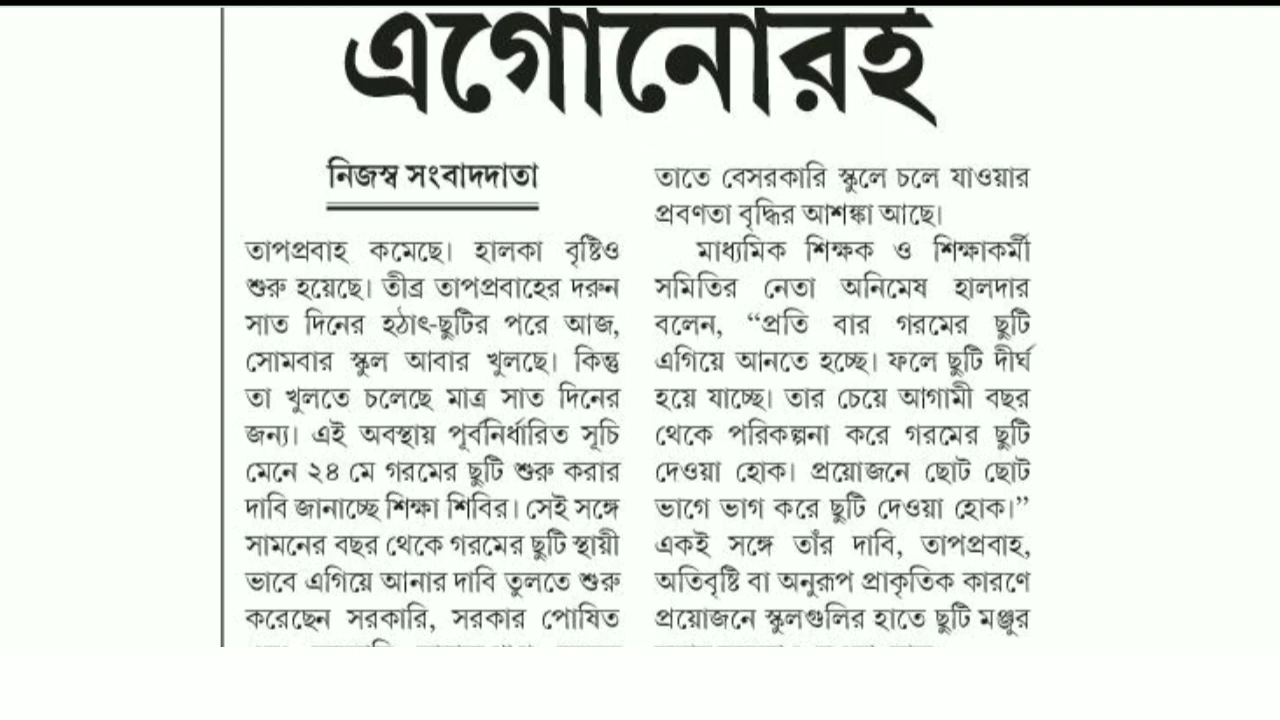 এগোনোরহ
নিজস্ব সংবাদদাতা
তাপপ্রবাহ কমেছে। হালকা বৃষ্টিও
শুরু হয়েছে। তীব্র তাপপ্রবাহের দরুন
সাত দিনের হঠাৎ-ছুটির পরে আজ,
সোমবার স্কুল আবার খুলছে। কিন্তু
তা খুলতে চলেছে মাত্র সাত দিনের
জন্য। এই অবস্থায় পূর্বনির্ধারিত সূচি
মেনে ২৪ মে গরমের ছুটি শুরু করার
দাবি জানাচ্ছে শিক্ষা শিবির। সেই সঙ্গে
সামনের বছর থেকে গরমের ছুটি স্থায়ী
ভাবে এগিয়ে আনার দাবি তুলতে শুরু
করেছেন সরকারি, সরকার পোষিত
তাতে বেসরকারি স্কুলে চলে যাওয়ার
প্রবণতা বৃদ্ধির আশঙ্কা আছে।
মাধ্যমিক শিক্ষক ও শিক্ষাকর্মী
সমিতির নেতা অনিমেষ হালদার
বলেন, “প্রতি বার গরমের ছুটি
এগিয়ে আনতে হচ্ছে। ফলে ছুটি দীর্ঘ
হয়ে যাচ্ছে। তার চেয়ে আগামী বছর
থেকে পরিকল্পনা করে গরমের ছুটি
দেওয়া হোক। প্রয়োজনে ছোট ছোট
ভাগে ভাগ করে ছুটি দেওয়া হোক।”
একই সঙ্গে তাঁর দাবি, তাপপ্রবাহ,
অতিবৃষ্টি বা অনুরূপ প্রাকৃতিক কারণে
প্রয়োজনে স্কুলগুলির হাতে ছুটি মঞ্জুর